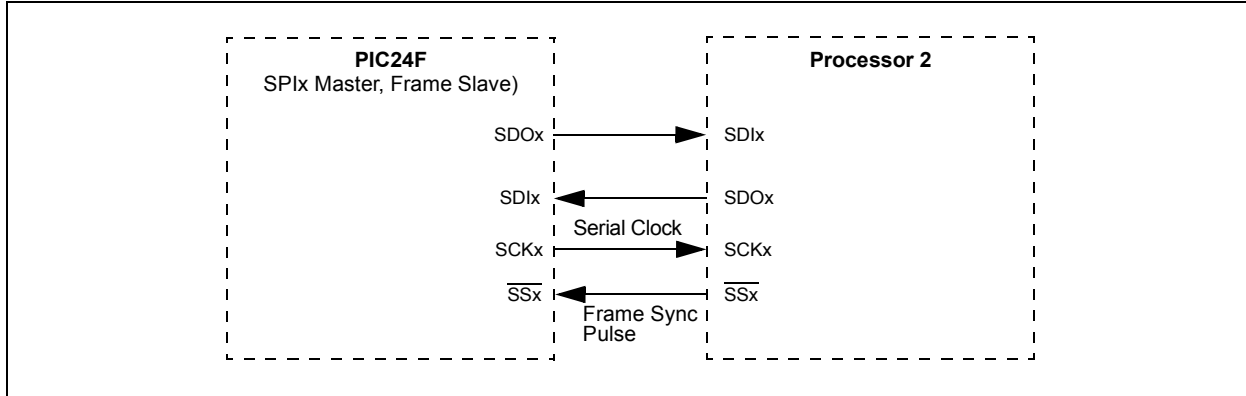 PIC24F
SPIx Master, Frame Slave)
SDOx
SDIx
SCKx
SSx
Serial Clock
Frame Sync
Pulse
Processor 2
SDIx
SDOx
SCKx
SSx